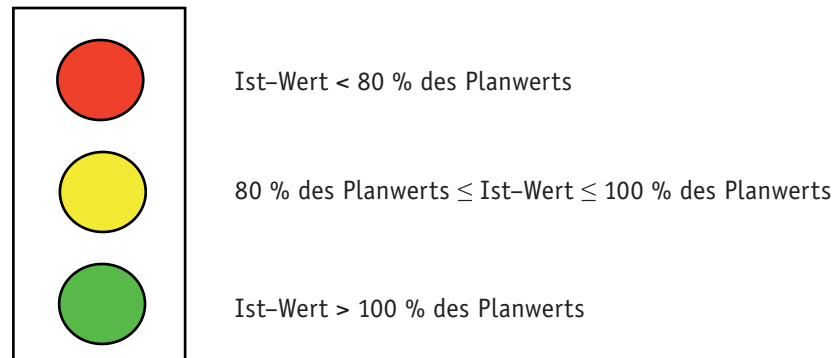 Ist–Wert < 80 % des Planwerts
80 % des Planwerts ≤ Ist–Wert ≤ 100 % des Planwerts
Ist–Wert > 100 % des Planwerts